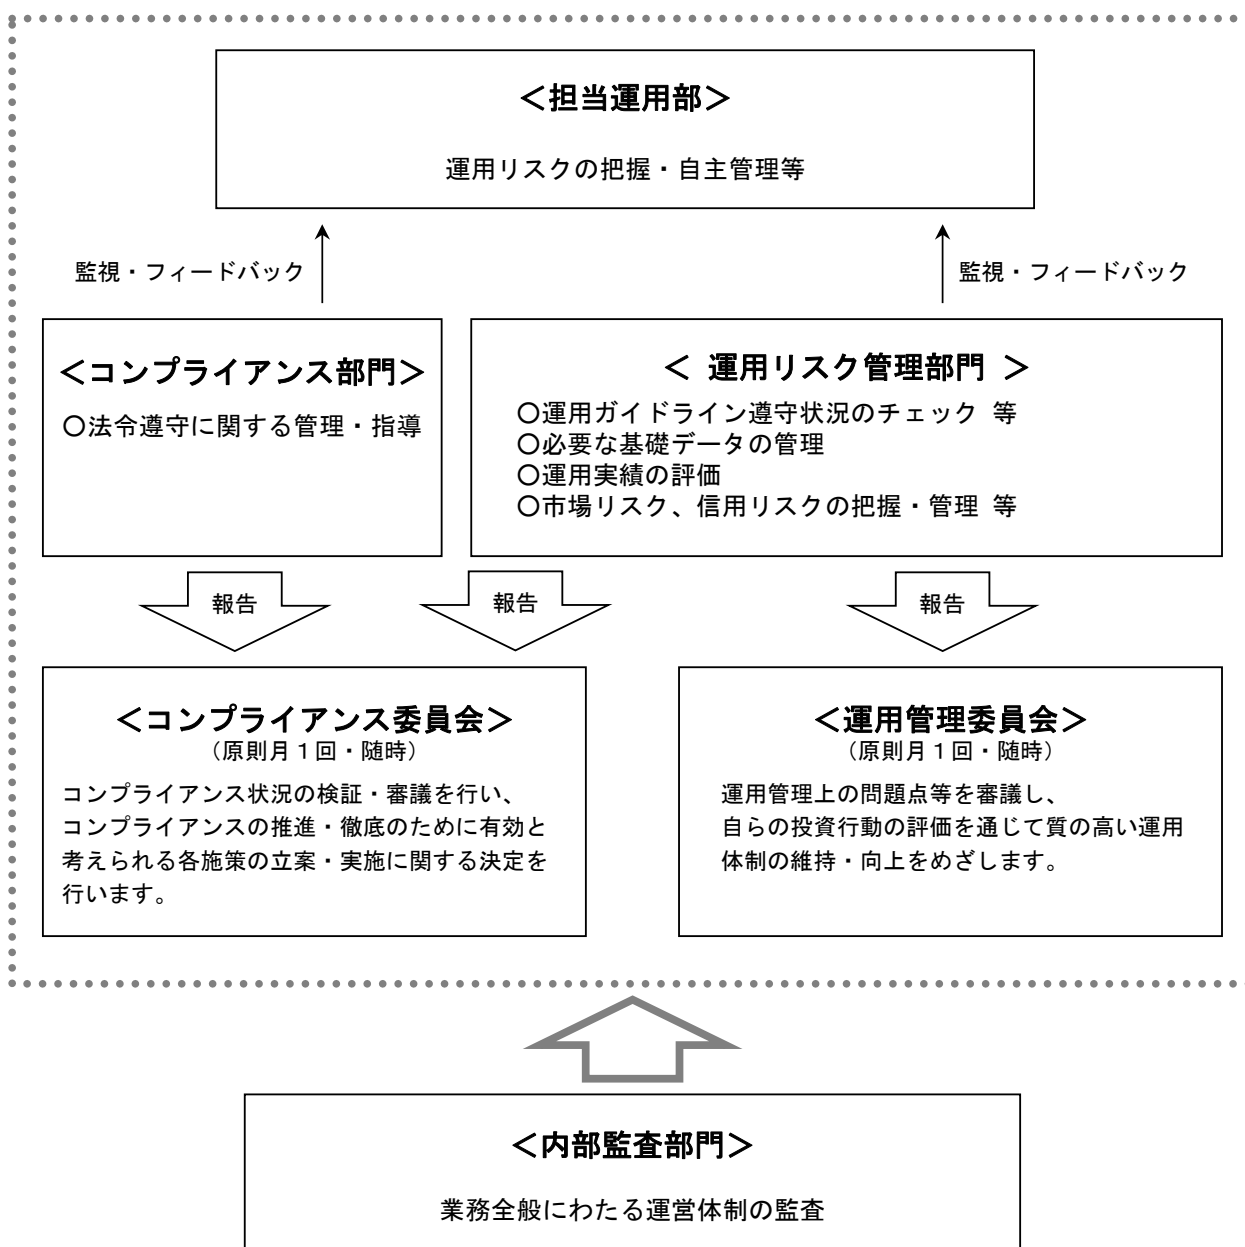 ＜担当運用部＞
運用リスクの把握・自主管理等
監視・フィードバック
監視・フィードバック
＜コンプライアンス部門＞
○法令遵守に関する管理・指導
＜ 運用リスク管理部門 ＞
○運用ガイドライン遵守状況のチェック 等
○必要な基礎データの管理
○運用実績の評価
○市場リスク、信用リスクの把握・管理 等
報告
報告
報告
＜コンプライアンス委員会＞
（原則月１回・随時）
コンプライアンス状況の検証・審議を行い、
コンプライアンスの推進・徹底のために有効と
考えられる各施策の立案・実施に関する決定を
行います。
＜運用管理委員会＞
（原則月１回・随時）
運用管理上の問題点等を審議し、
自らの投資行動の評価を通じて質の高い運用
体制の維持・向上をめざします。
＜内部監査部門＞
業務全般にわたる運営体制の監査